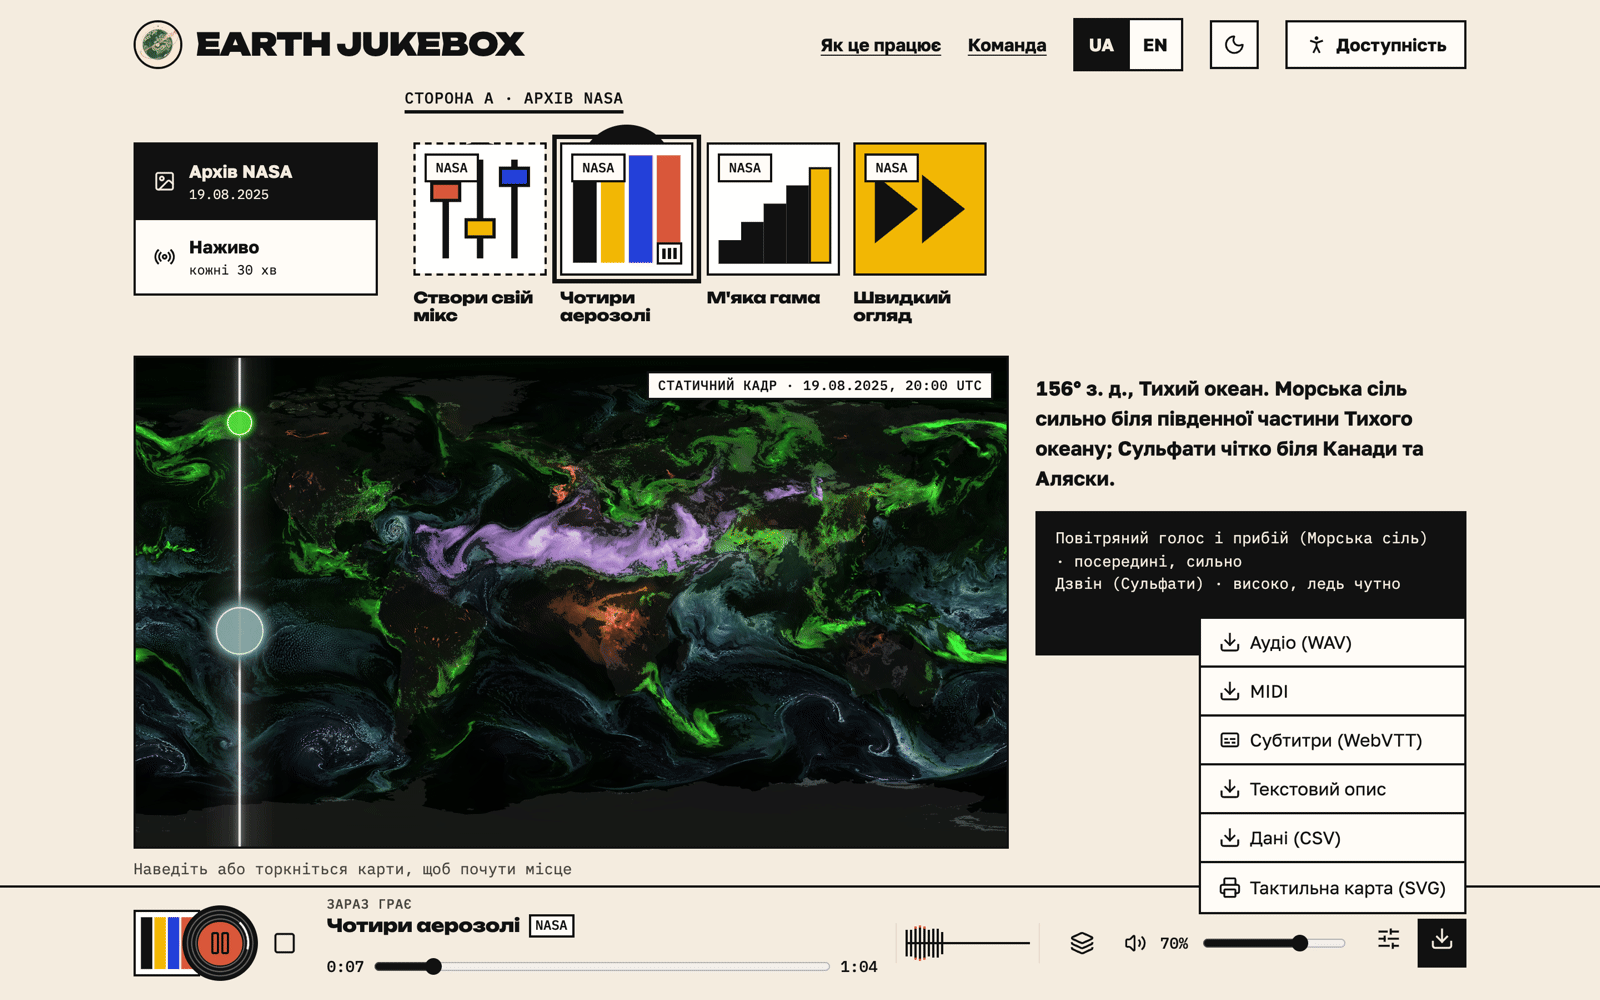 EARTH JUKEBOX
Як це працює
Команда
UA
EN
Доступність
СТОРОНА А · АРХІВ NASA
Архів NASA
19.08.2025
Наживо
кожні 30 хв
NASA
NASA
NASA
NASA
Створи свій
мікс
Чотири
аерозолі
М'яка гама
Швидкий
огляд
СТАТИЧНИЙ КАДР · 19.08.2025, 20:00 UTC
156° з. д., Тихий океан. Морська сіль
сильно біля південної частини Тихого
океану; Сульфати чітко біля Канади та
Аляски.
Повітряний голос і прибій (Морська сіль)
· посередині, сильно
Дзвін (Сульфати) · високо, ледь чутно
Аудіо (WAV)
MIDI
Субтитри (WebVTT)
Текстовий опис
Дані (CSV)
Тактильна карта (SVG)
Наведіть або торкніться карти, щоб почути місце
ЗАРАЗ ГРАЄ
Чотири аерозолі
NASA
0:07
1:04
70%